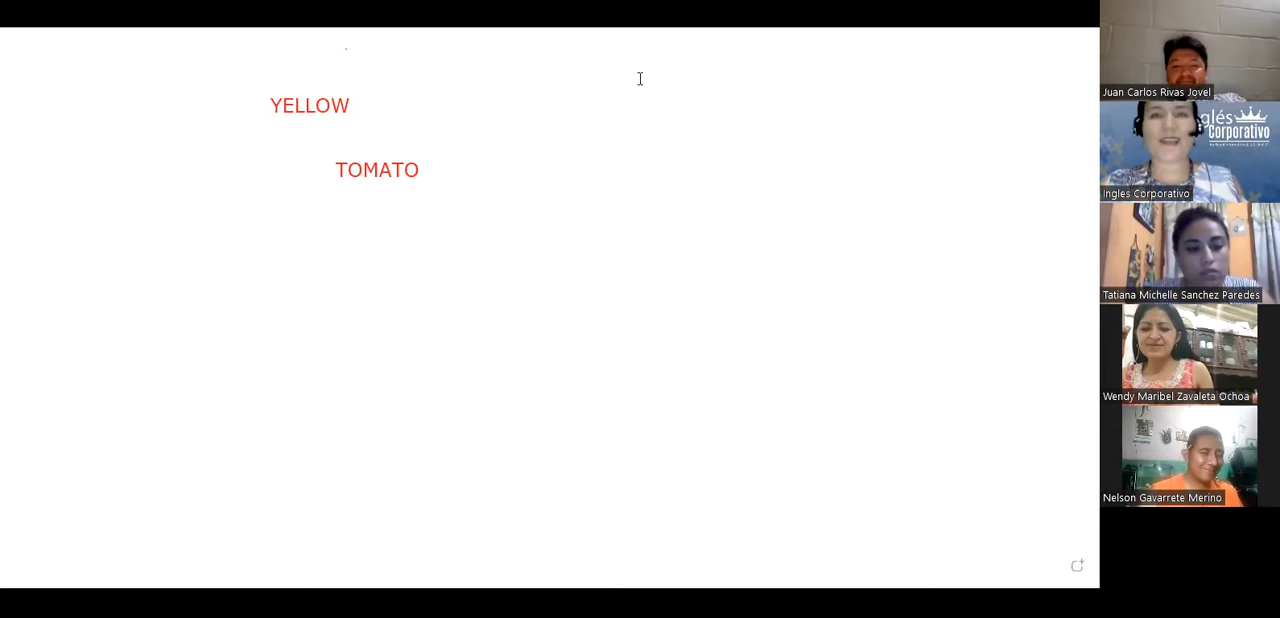 YELLOW
TOMATO
Juan Carlos Rivas Jovel
glés
Corporativo
Ingles Corporativo
Tatiana Michelle Sanchez Paredes
Wendy Maribel Zavaleta Ochoa
Nelson Gavarrete Merino